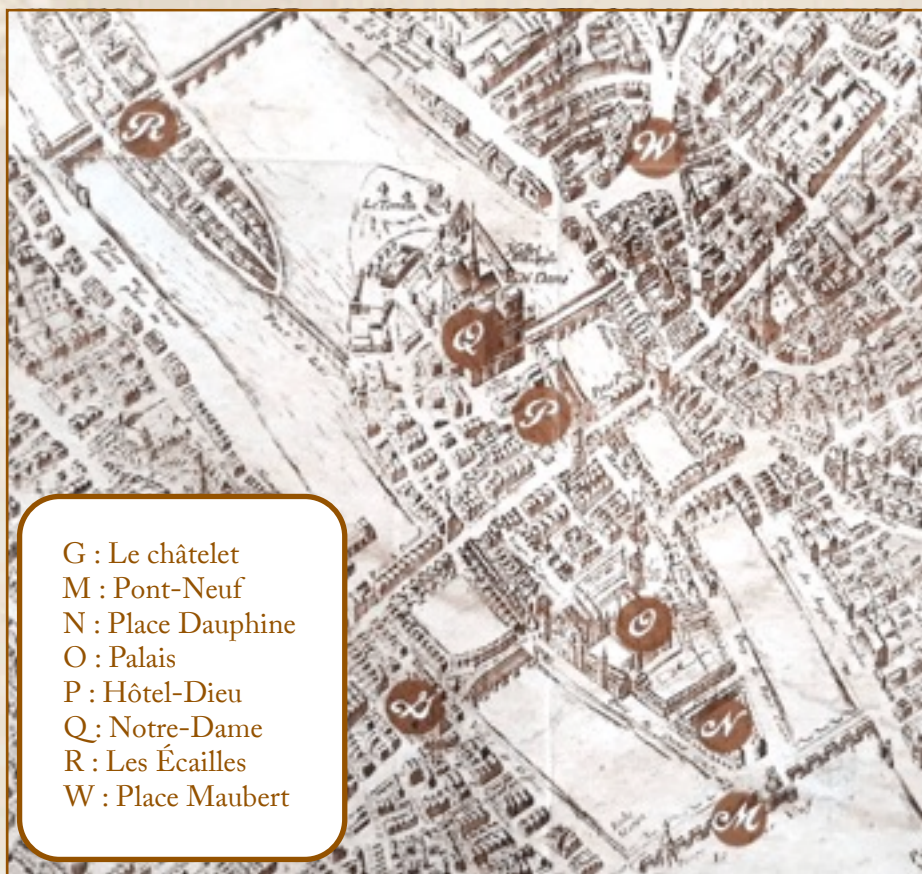 R
W
Q
P
O
N
M
G : Le châtelet
M : Pont-Neuf
N : Place Dauphine
O : Palais
P : Hôtel-Dieu
Q : Notre-Dame
R : Les Écailles
W : Place Maubert